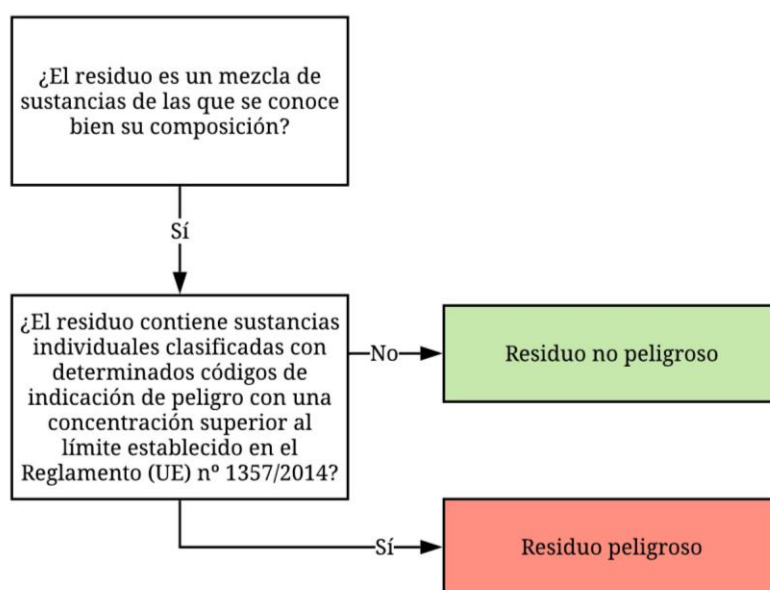 ¿El residuo es un mezcla de
sustancias de las que se conoce
bien su composición?
Sí
¿El residuo contiene sustancias
individuales clasificadas con
determinados códigos de
indicación de peligro con una
concentración superior al
límite establecido en el
Reglamento (UE) nº 1357/2014?
No
Residuo no peligroso
Sí
Residuo peligroso